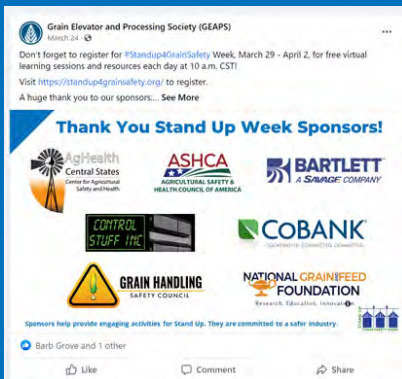 Grain Elevator and Processing Society (GEAPS)
March 24 ·
Don't forget to register for #Standup4GrainSafety Week, March 29 - April 2, for free virtual
learning sessions and resources each day at 10 a.m. CST!
Visit https://standup4grainsafety.org/ to register.
A huge thank you to our sponsors:... See More
Thank You Stand Up Week Sponsors!
AgHealth
Central States
Center for Agricultural
Safety and Health
ASHCA
AGRICULTURAL SAFETY &
HEALTH COUNCIL OF AMERICA
BARTLETT
A SAVAGE COMPANY
CONTROL
STUFF INC
COBANK
COOPERATIVE. CONNECTED. COMMITTED.
GRAIN HANDLING
SAFETY COUNCIL
NATIONAL GRAIN AND FEED
FOUNDATION
Research. Education. Innovation
Sponsors help provide engaging activities for Stand Up. They are committed to a safer industry.
Barb Grove and 1 other
Like
Comment
Share